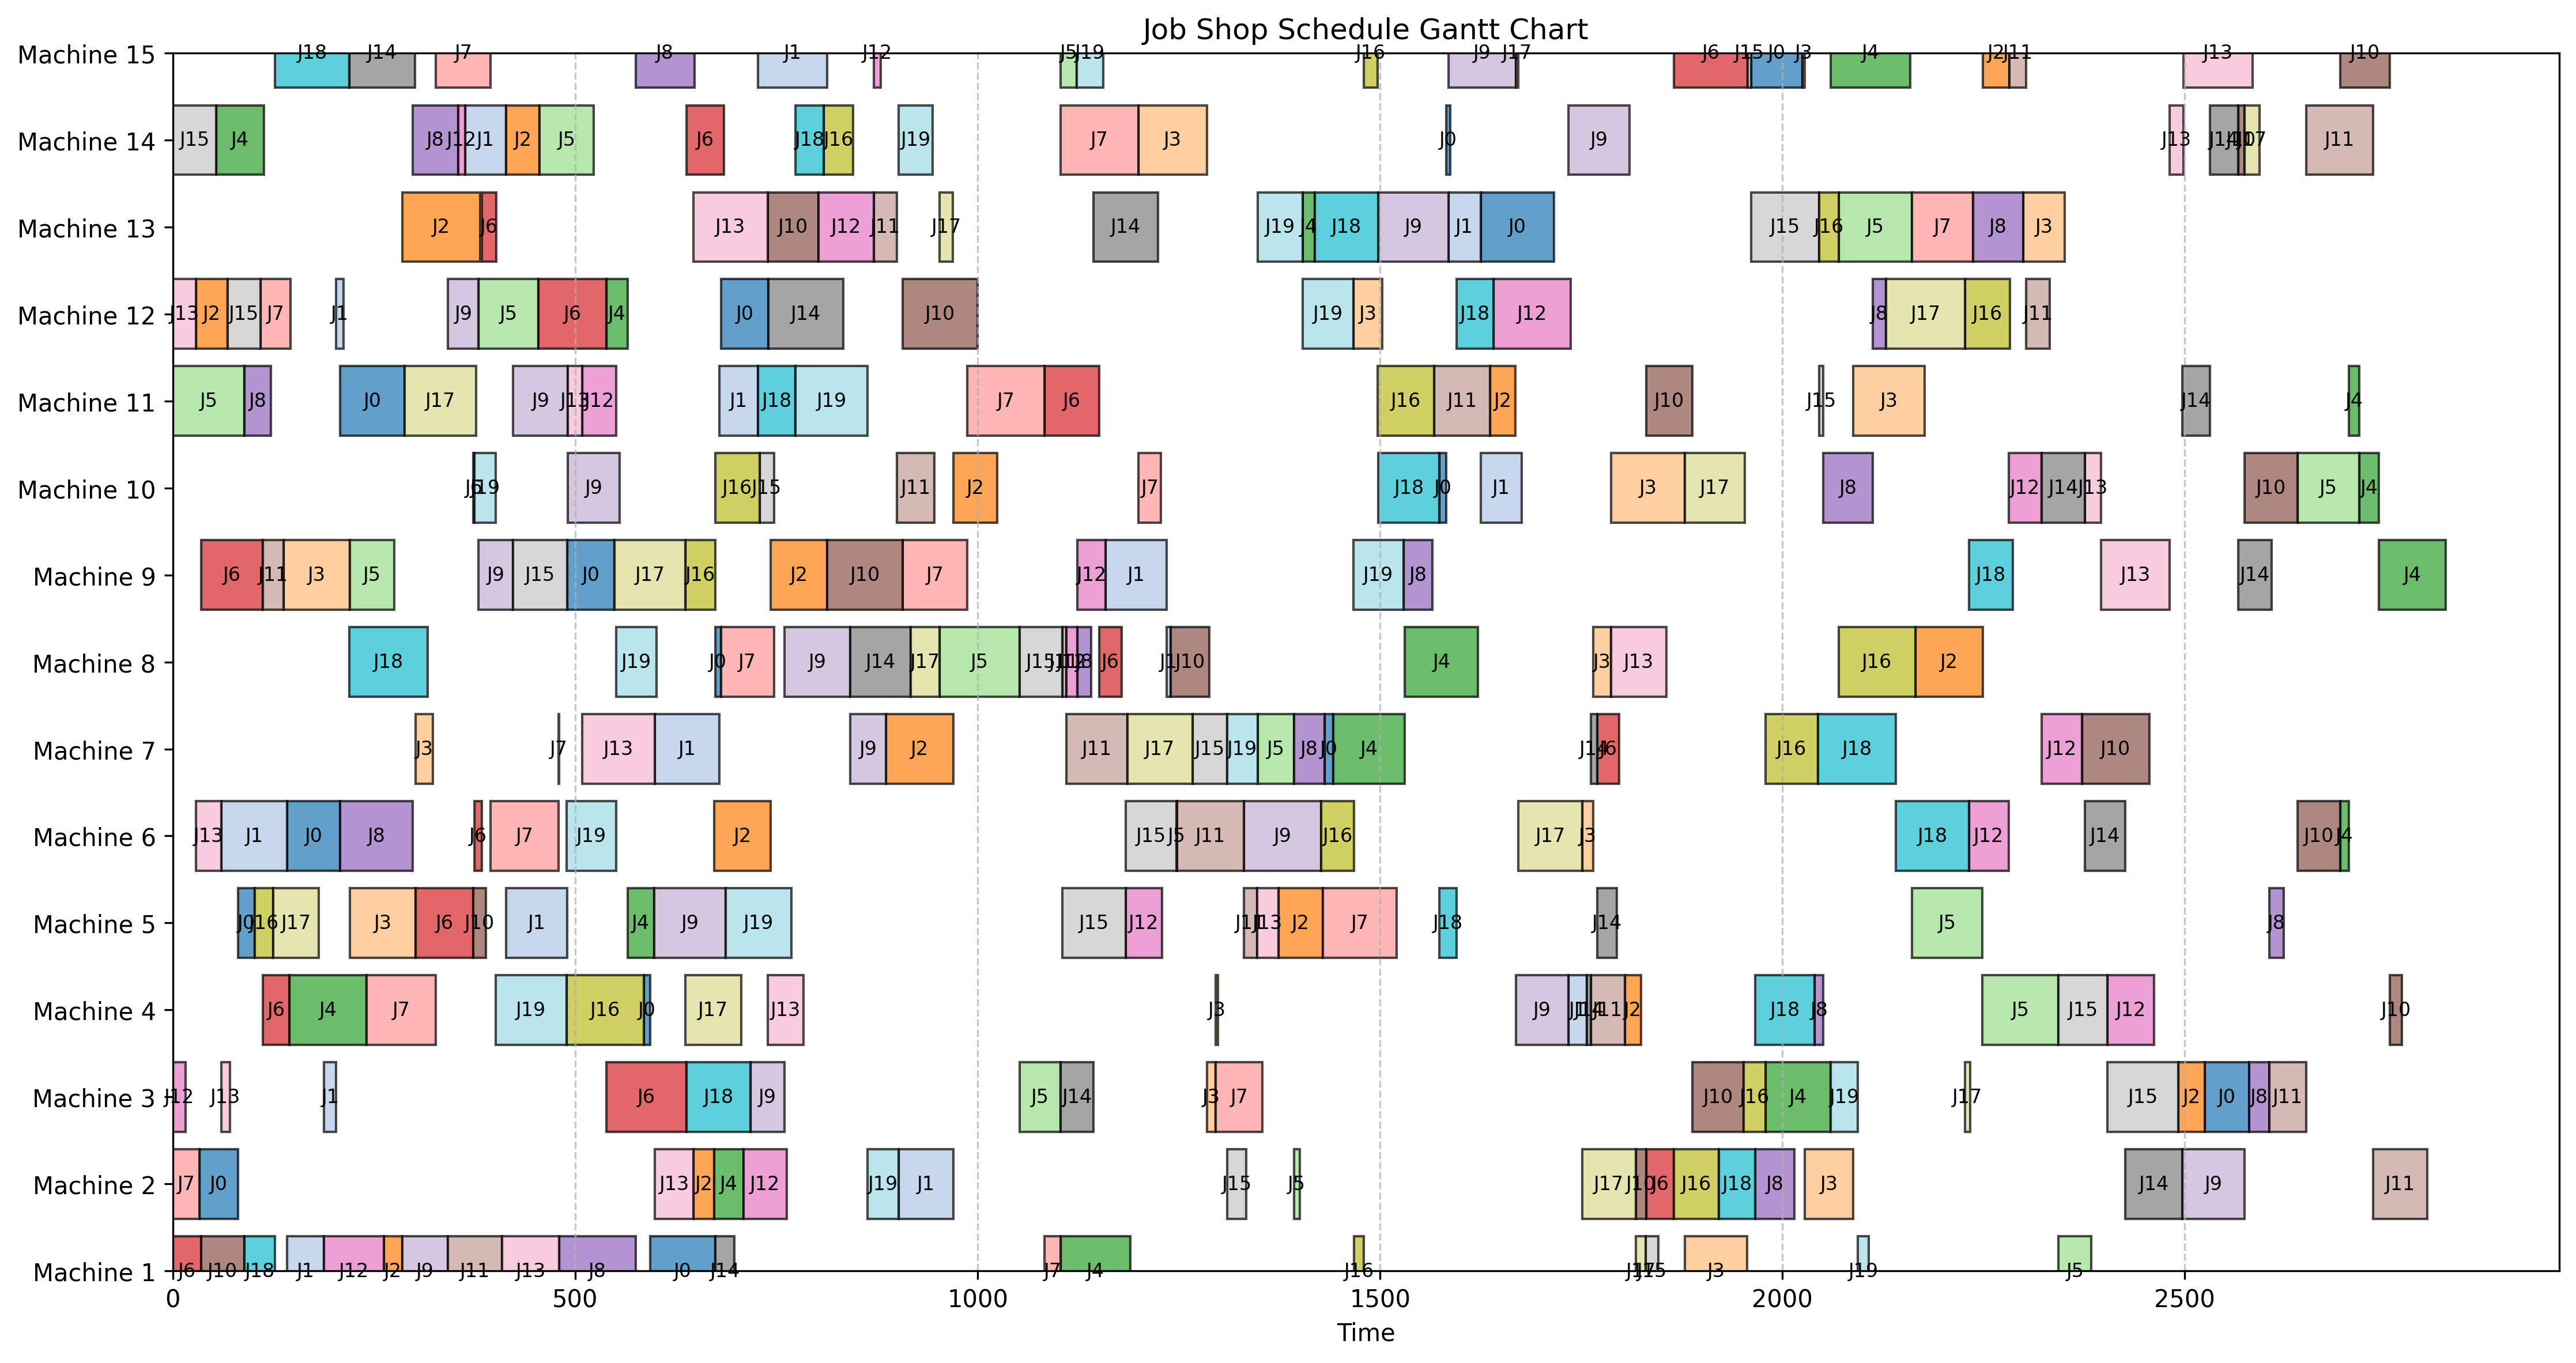 Job Shop Schedule Gantt Chart
Machine 15 J18 J14 J7 J8 J1 J12 J5 J19 J16 J9 J17 J6 J15 J0 J3 J4 J2 J11 J13 J10
Machine 14 J15 J4 J8 J12 J1 J2 J5 J6 J18 J16 J19 J7 J3 J0 J9 J13 J14 J10 J17 J11
Machine 13 J2 J6 J13 J10 J12 J11 J17 J14 J19 J4 J18 J9 J1 J0 J15 J16 J5 J7 J8 J3
Machine 12 J13 J2 J15 J7 J1 J9 J5 J6 J4 J0 J14 J10 J19 J3 J18 J12 J8 J17 J16 J11
Machine 11 J5 J8 J0 J17 J9 J13 J12 J1 J18 J19 J7 J6 J16 J11 J2 J10 J15 J3 J14 J4
Machine 10 J6 J19 J9 J16 J15 J11 J2 J7 J18 J0 J1 J3 J17 J8 J12 J14 J13 J10 J5 J4
Machine 9 J6 J11 J3 J5 J9 J15 J0 J17 J16 J2 J10 J7 J12 J1 J19 J8 J18 J13 J14 J4
Machine 8 J18 J19 J0 J7 J9 J14 J17 J5 J15 J11 J12 J8 J6 J1 J10 J4 J3 J13 J16 J2
Machine 7 J3 J7 J13 J1 J9 J2 J11 J17 J15 J19 J5 J8 J0 J4 J14 J6 J16 J18 J12 J10
Machine 6 J13 J1 J0 J8 J6 J7 J19 J2 J15 J5 J11 J9 J16 J17 J3 J18 J12 J14 J10 J4
Machine 5 J0 J16 J17 J3 J6 J10 J1 J4 J9 J19 J15 J12 J11 J13 J2 J7 J18 J14 J5 J8
Machine 4 J6 J4 J7 J19 J16 J0 J17 J13 J3 J9 J1 J14 J11 J2 J18 J8 J5 J15 J12 J10
Machine 3 J12 J13 J1 J6 J18 J9 J5 J14 J3 J7 J10 J16 J4 J19 J17 J15 J2 J0 J8 J11
Machine 2 J7 J0 J13 J2 J4 J12 J19 J1 J15 J5 J17 J10 J6 J16 J18 J8 J3 J14 J9 J11
Machine 1 J6 J10 J18 J1 J12 J2 J9 J11 J13 J8 J0 J14 J7 J4 J16 J17 J15 J3 J19 J5
0 500 1000 1500 2000 2500
Time